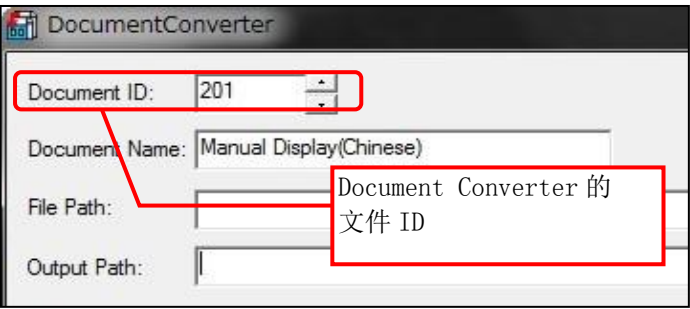 DocumentConverter
Document ID: 201
Document Name: Manual Display(Chinese)
File Path:
Output Path:
Document Converter 的
文件 ID